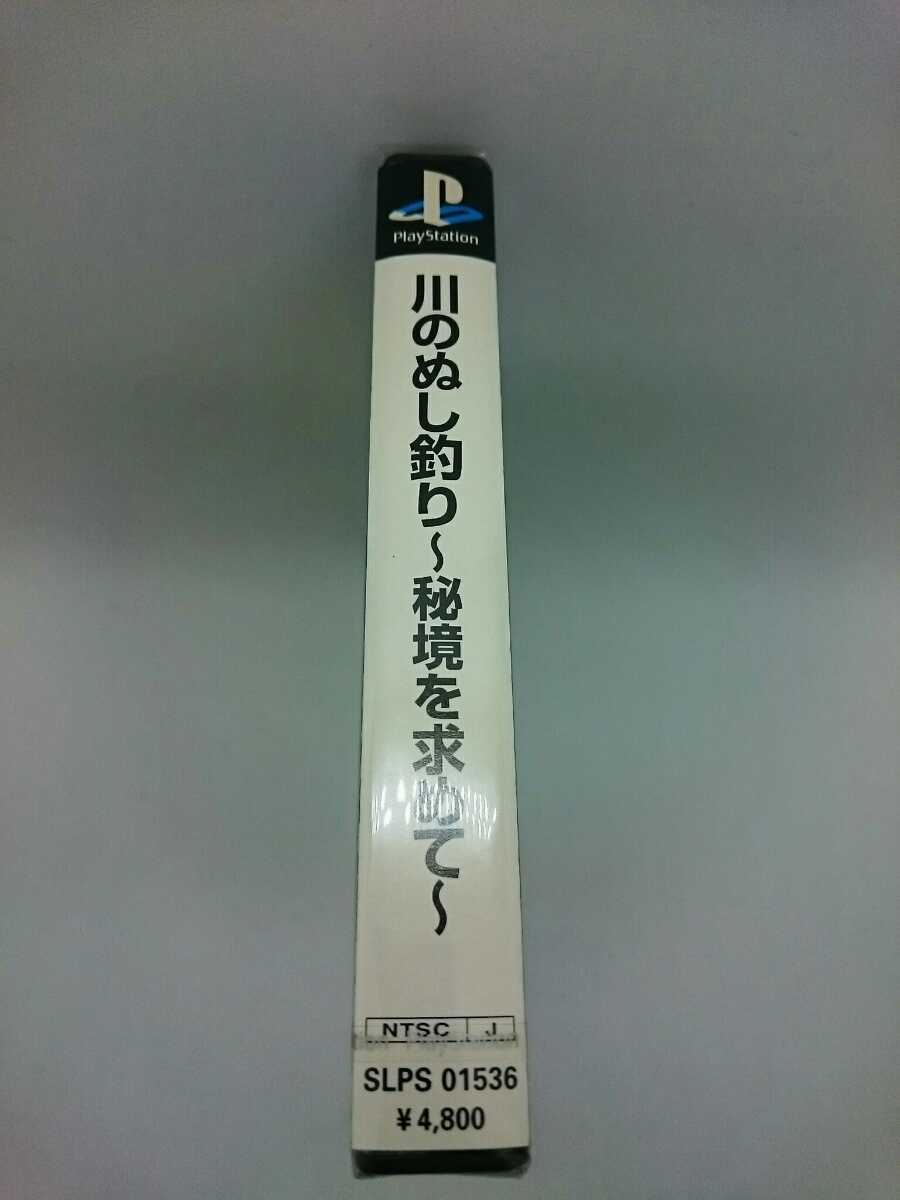 PlayStation
川のぬし釣り～秘境を求めて～
NTSC J
SLPS 01536
¥4,800